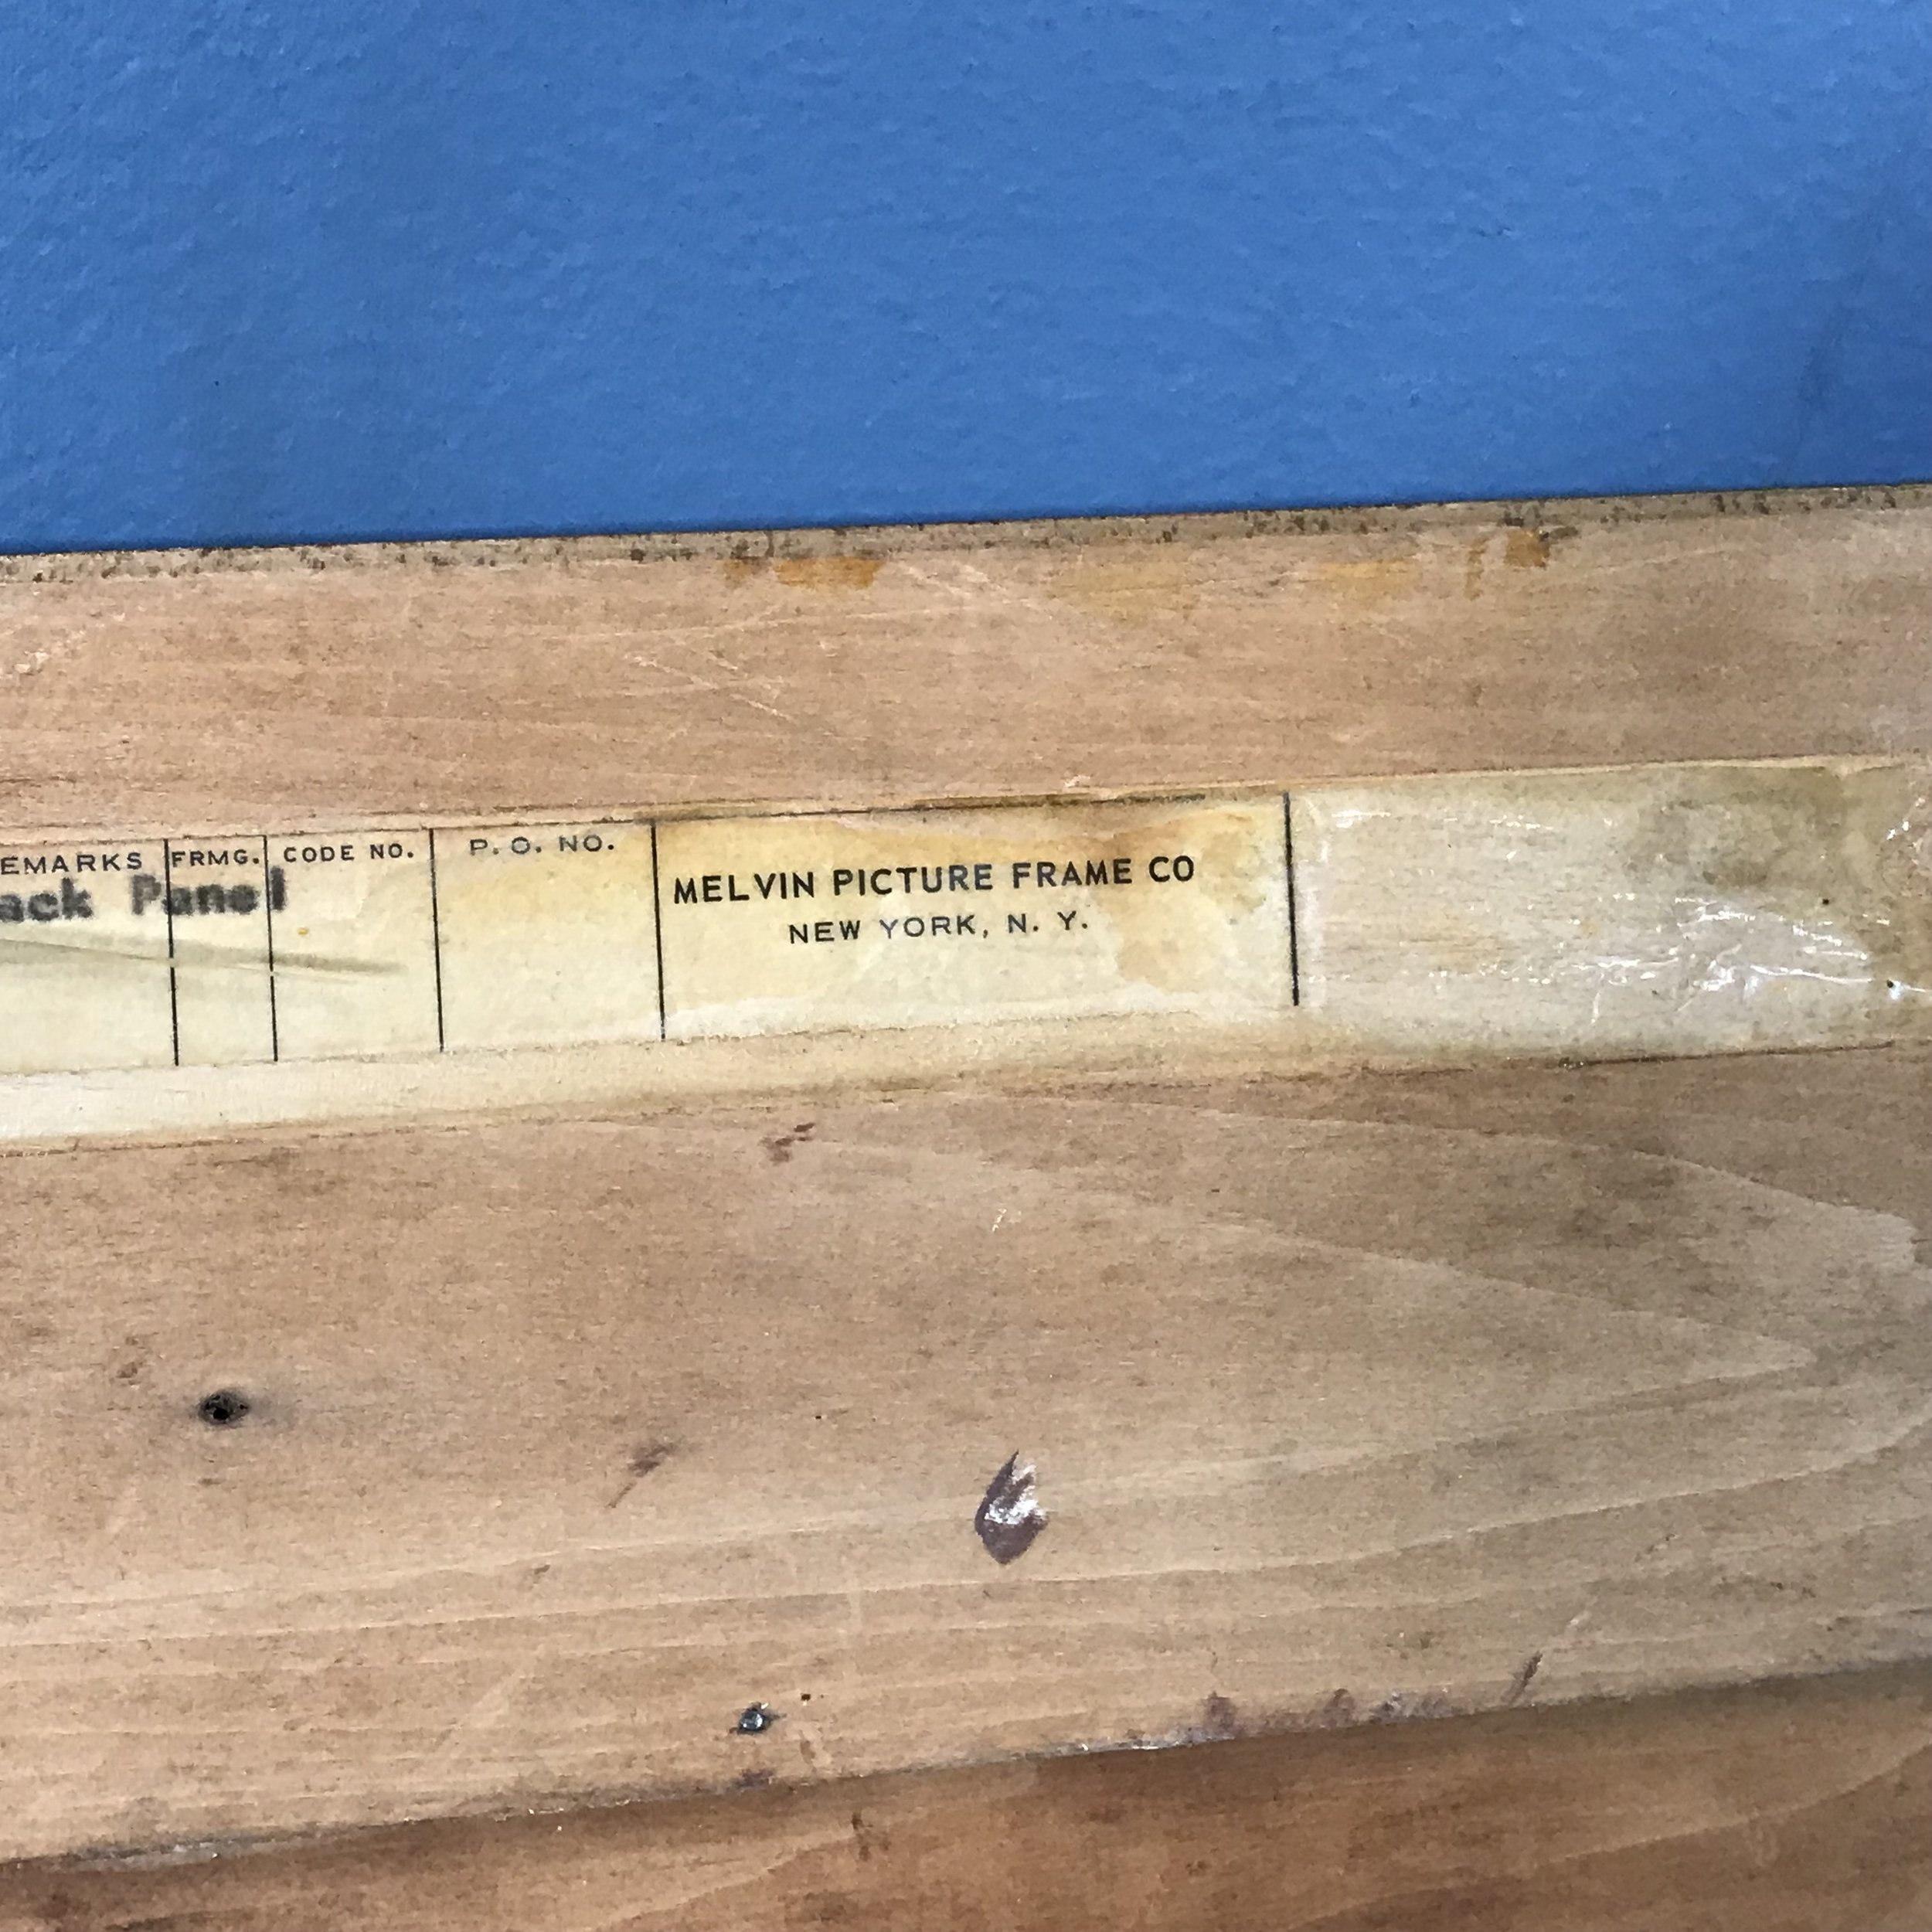 EMARKS FRMG. CODE NO. P. O. NO.
ack Panel
MELVIN PICTURE FRAME CO
NEW YORK, N. Y.